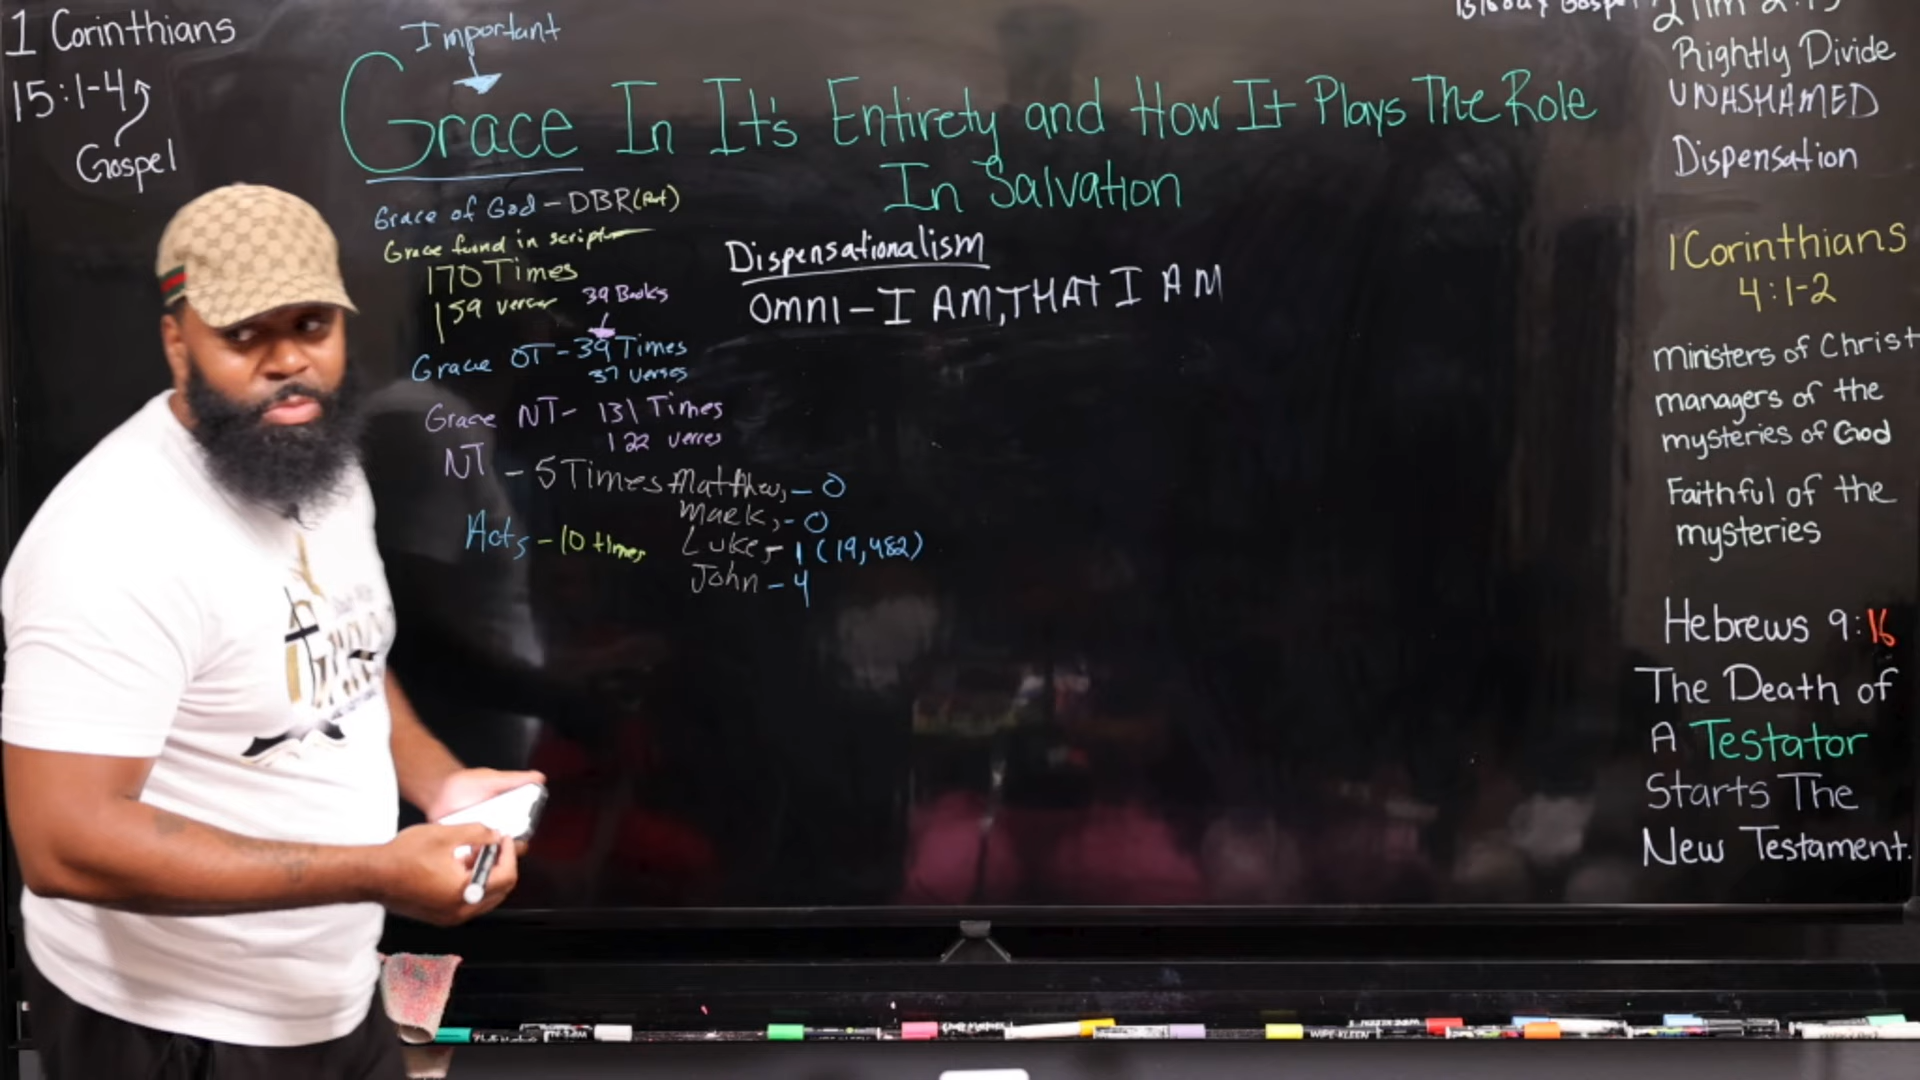 1 Corinthians
15:1-4
Gospel
Important
Grace In It's Entirety and How It Plays The Role
In Salvation
Grace of God - DBR
Grace found in scripture
170 Times
159 verses
39 Books
Grace OT - 39 Times
37 verses
Grace NT - 131 Times
122 verses
NT - 5 Times Matthew, - 0
Mark, - 0
Luke, - 1 (19,482)
John - 4
Acts - 10 times
Dispensationalism
OMNI - I AM, THAT I AM
Gospel
2 Tim 2:15
Rightly Divide
UNASHAMED
Dispensation
1 Corinthians
4:1-2
ministers of Christ
managers of the
mysteries of God
Faithful of the
mysteries
Hebrews 9:16
The Death of
A Testator
Starts The
New Testament.
WIPE-KLEEN